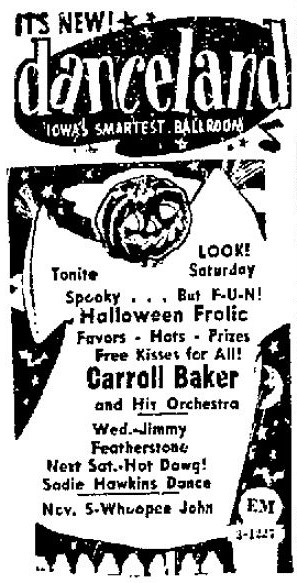 IT'S NEW!
danceland
IOWA'S SMARTEST BALLROOM
LOOK!
Tonite Saturday
Spooky . . . But F-U-N!
Halloween Frolic
Favors - Hats - Prizes
Free Kisses for All!
Carroll Baker
and His Orchestra
Wed.-Jimmy
Featherstone
Next Sat.-Hot Dawg!
Sadie Hawkins Dance
Nov. 5-Whoopee John
EM
3-1227